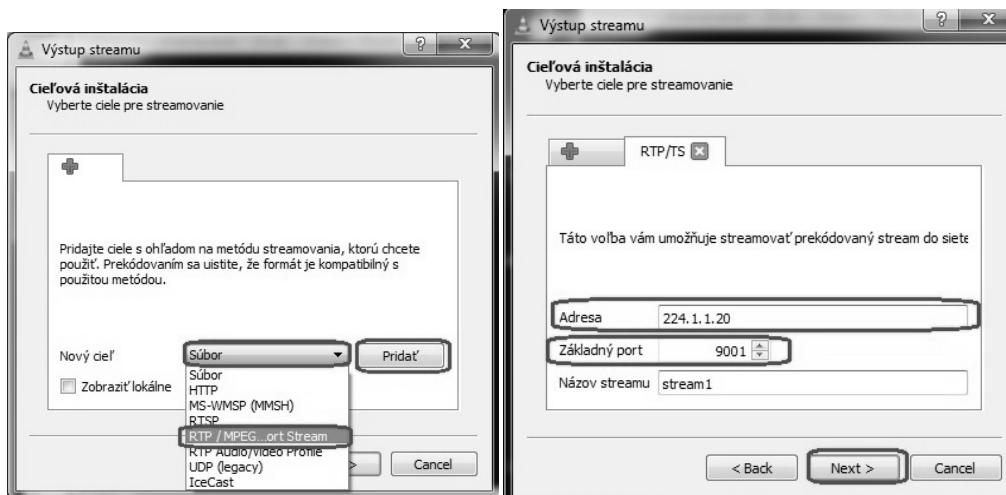 Výstup streamu
Cieľová inštalácia
Vyberte ciele pre streamovanie
Pridajte ciele s ohľadom na metódu streamovania, ktorú chcete
použiť. Prekódovaním sa uistite, že formát je kompatibilný s
použitou metódou.
Nový cieľ
Súbor
Pridať
Zobraziť lokálne
Súbor
HTTP
MS-WMSP (MMSH)
RTSP
RTP / MPEG...ort Stream
RTP Audio/Video Profile
UDP (legacy)
IceCast
>
Cancel
Výstup streamu
Cieľová inštalácia
Vyberte ciele pre streamovanie
RTP/TS
Táto voľba vám umožňuje streamovať prekódovaný stream do siete
Adresa 224.1.1.20
Základný port 9001
Názov streamu stream1
< Back
Next >
Cancel